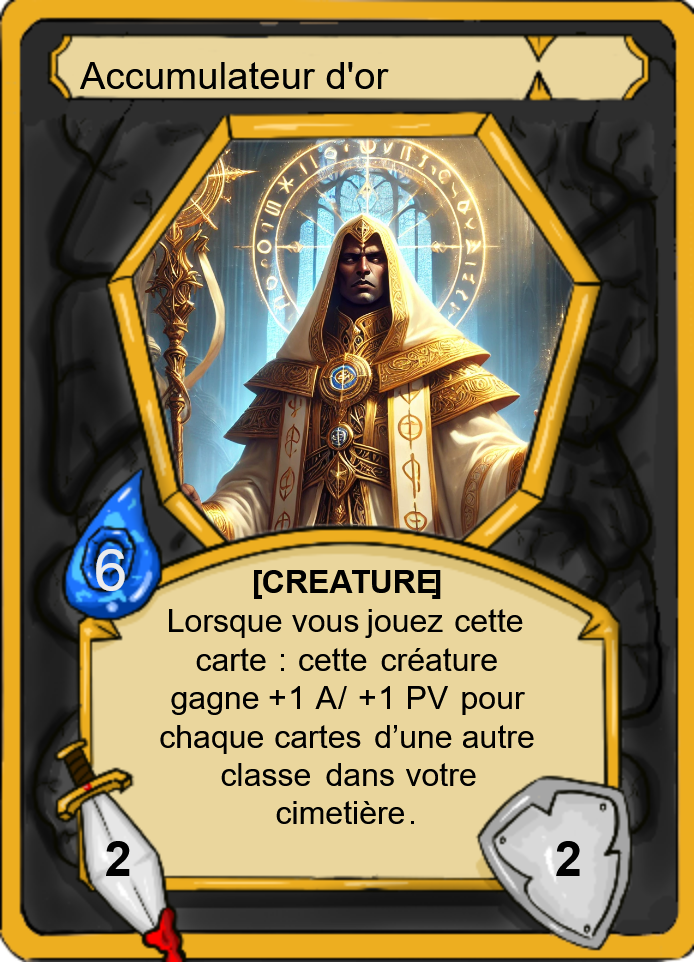 Accumulateur d'or
6
[CREATURE]
Lorsque vous jouez cette
carte : cette créature
gagne +1 A/ +1 PV pour
chaque cartes d’une autre
classe dans votre
cimetière.
2
2